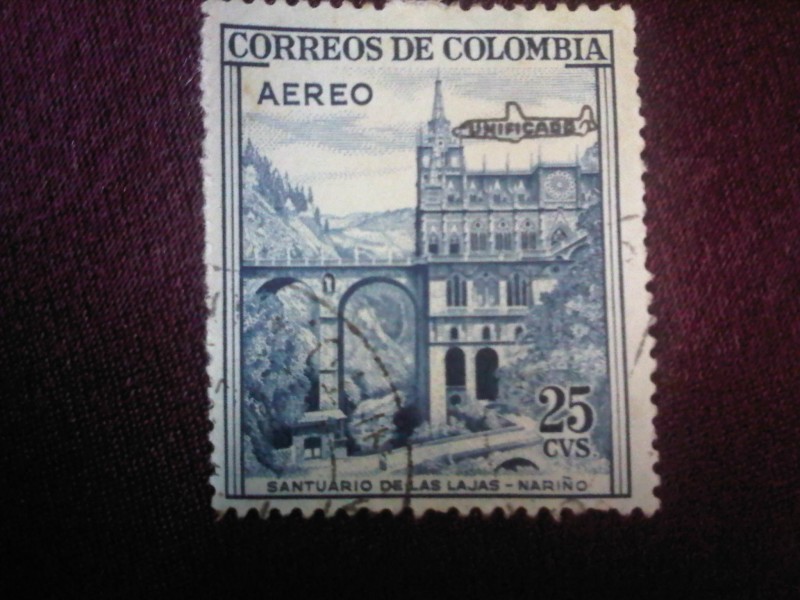 CORREOS DE COLOMBIA
AEREO
UNIFICADO
25
CVS.
SANTUARIO DE LAS LAJAS - NARIÑO